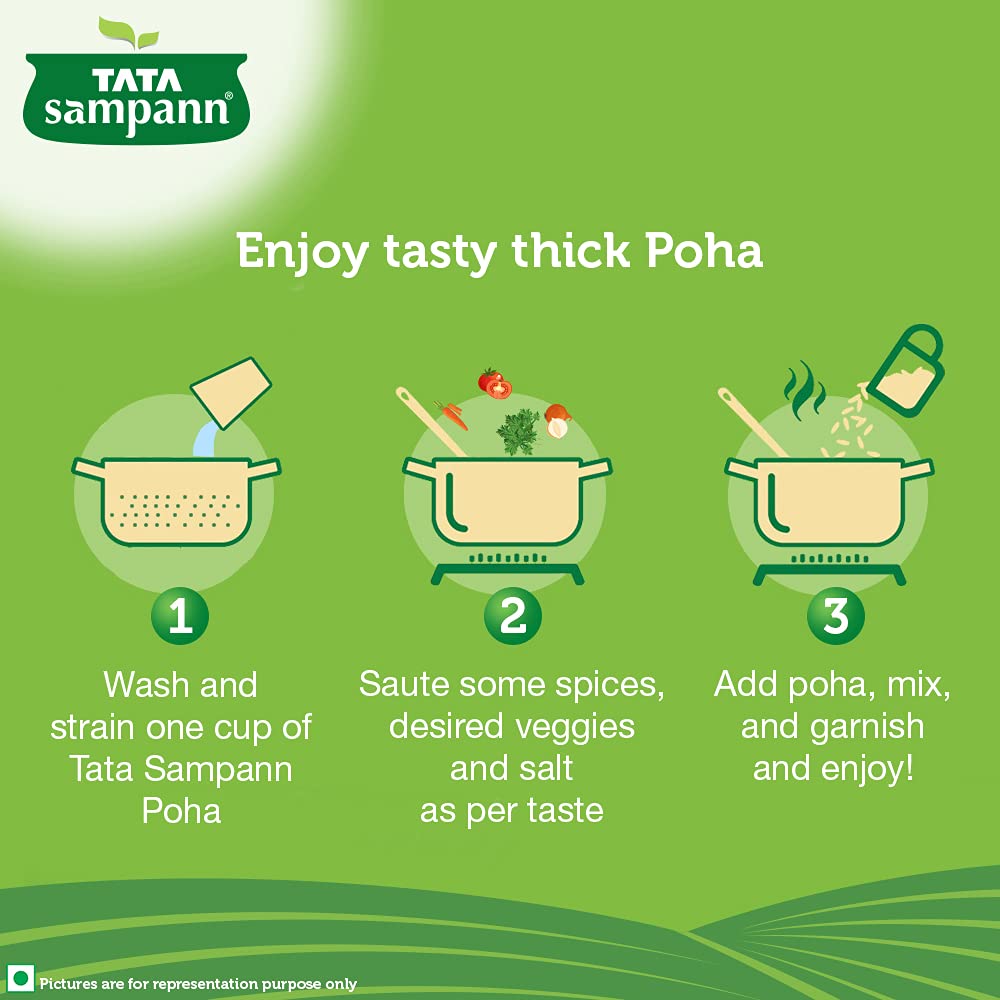 TATA
sampann®
Enjoy tasty thick Poha
1
Wash and
strain one cup of
Tata Sampann
Poha
2
Saute some spices,
desired veggies
and salt
as per taste
3
Add poha, mix,
and garnish
and enjoy!
Pictures are for representation purpose only